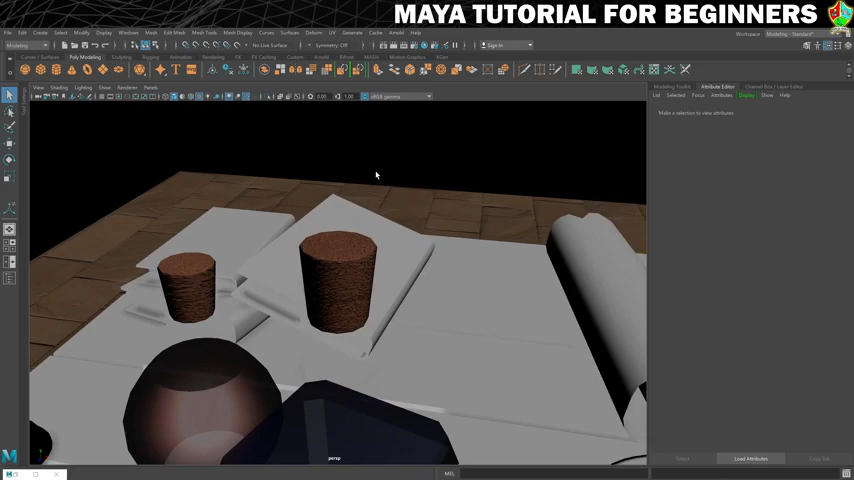 MAYA TUTORIAL FOR BEGINNERS
File Edit Create Select Modify Display Windows Mesh Edit Mesh Mesh Tools Mesh Display Curves Surfaces Deform UV Generate Cache Arnold Help
Workspace: Modeling*
Modeling No Live Surface Symmetry: Off Sign In
Curves / Surfaces Poly Modeling Sculpting Rigging Animation Rendering FX FX Caching Custom Arnold Bifrost MASH Motion Graphics XGen
Modeling Toolkit Attribute Editor Channel Box / Layer Editor
View Shading Lighting Show Renderer Panels
List Selected Focus Attributes Display Show Help
0.00 1.00 sRGB gamma
Make a selection to view attributes
persp
Select Load Attributes Copy Tab
MEL